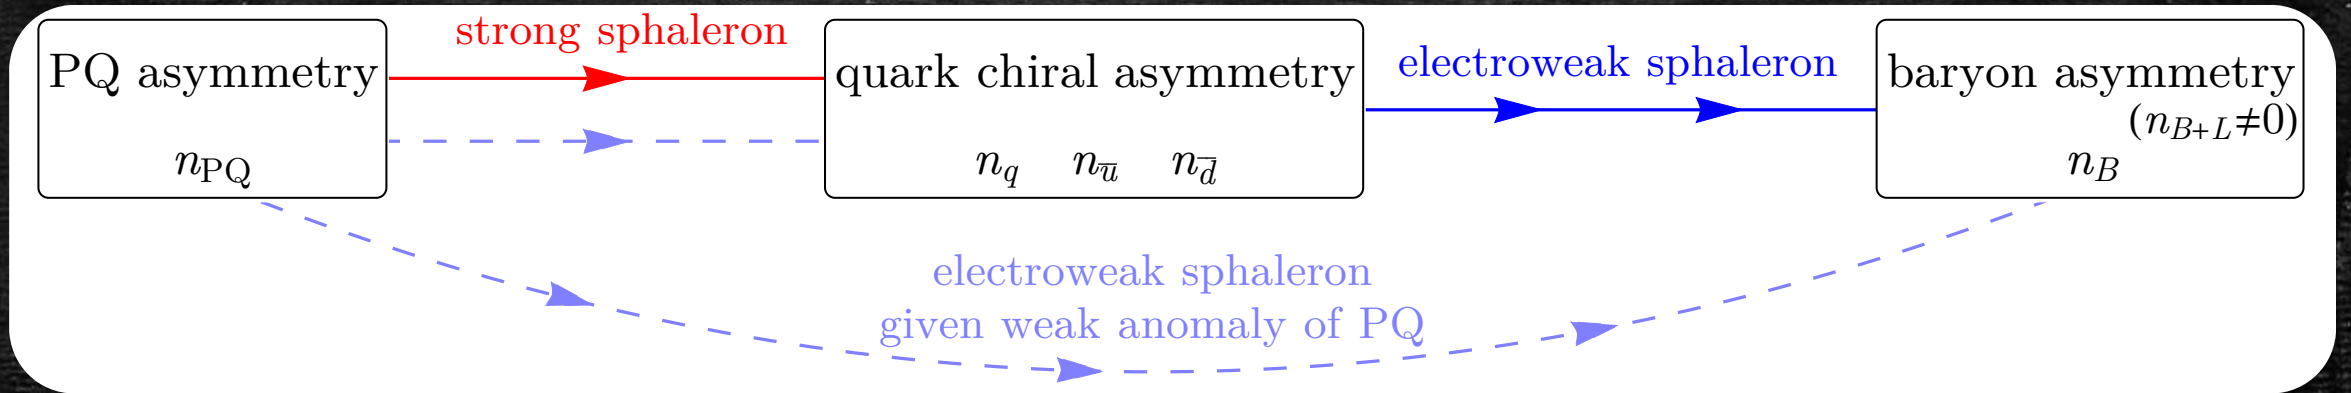 strong sphaleron
PQ asymmetry
n_PQ
quark chiral asymmetry
n_q n_ū n_d̄
electroweak sphaleron
baryon asymmetry
(n_{B+L}≠0)
n_B
electroweak sphaleron
given weak anomaly of PQ